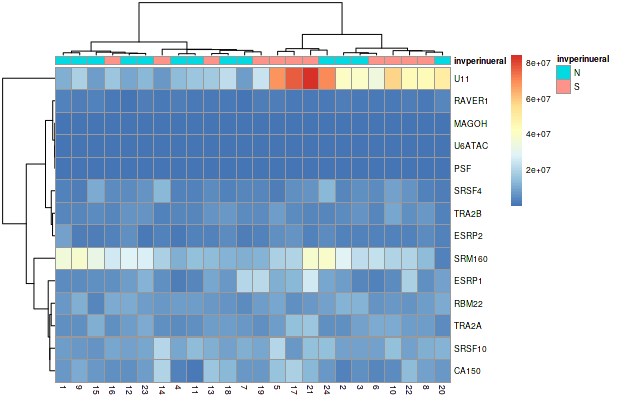 invperinueral
invperinueral
N
S
8e+07
6e+07
4e+07
2e+07
U11
RAVER1
MAGOH
U6ATAC
PSF
SRSF4
TRA2B
ESRP2
SRM160
ESRP1
RBM22
TRA2A
SRSF10
CA150
1 9 15 16 12 23 14 4 11 13 18 7 19 5 17 21 24 2 3 6 10 22 8 20